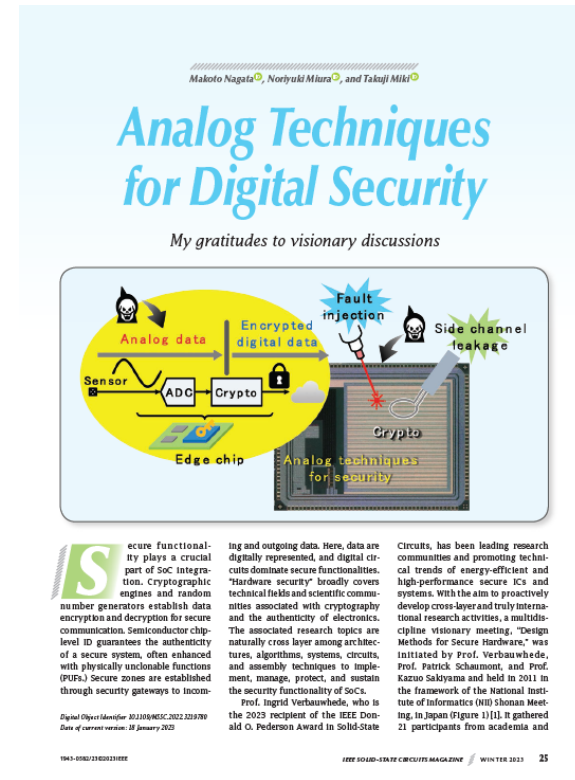 Makoto Nagata, Noriyuki Miura, and Takuji Miki
Analog Techniques
for Digital Security
My gratitudes to visionary discussions
Fault
injection
Side channel
leakage
Analog data
Encrypted
digital data
Sensor
ADC
Crypto
Edge chip
Crypto
Analog techniques
for security
Secure functional-
ity plays a crucial
part of SoC integra-
tion. Cryptographic
engines and random
number generators establish data
encryption and decryption for secure
communication. Semiconductor chip-
level ID guarantees the authenticity
of a secure system, often enhanced
with physically unclonable functions
(PUFs.) Secure zones are established
through security gateways to incom-
Digital Object Identifier 10.1109/MSSC.2022.3219780
Date of current version: 18 January 2023
ing and outgoing data. Here, data are
digitally represented, and digital cir-
cuits dominate secure functionalities.
"Hardware security" broadly covers
technical fields and scientific commu-
nities associated with cryptography
and the authenticity of electronics.
The associated research topics are
naturally cross layer among architec-
tures, algorithms, systems, circuits,
and assembly techniques to imple-
ment, manage, protect, and sustain
the security functionality of SoCs.
Prof. Ingrid Verbauwhede, who is
the 2023 recipient of the IEEE Don-
ald O. Pederson Award in Solid-State
Circuits, has been leading research
communities and promoting techni-
cal trends of energy-efficient and
high-performance secure ICs and
systems. With the aim to proactively
develop cross-layer and truly interna-
tional research activities, a multidis-
cipline visionary meeting, "Design
Methods for Secure Hardware," was
initiated by Prof. Verbauwhede,
Prof. Patrick Schaumont, and Prof.
Kazuo Sakiyama and held in 2011 in
the framework of the National Insti-
tute of Informatics (NII) Shonan Meet-
ing, in Japan (Figure 1) [1]. It gathered
21 participants from academia and
1943-0582/23©2023IEEE
IEEE SOLID-STATE CIRCUITS MAGAZINE
WINTER 2023
25